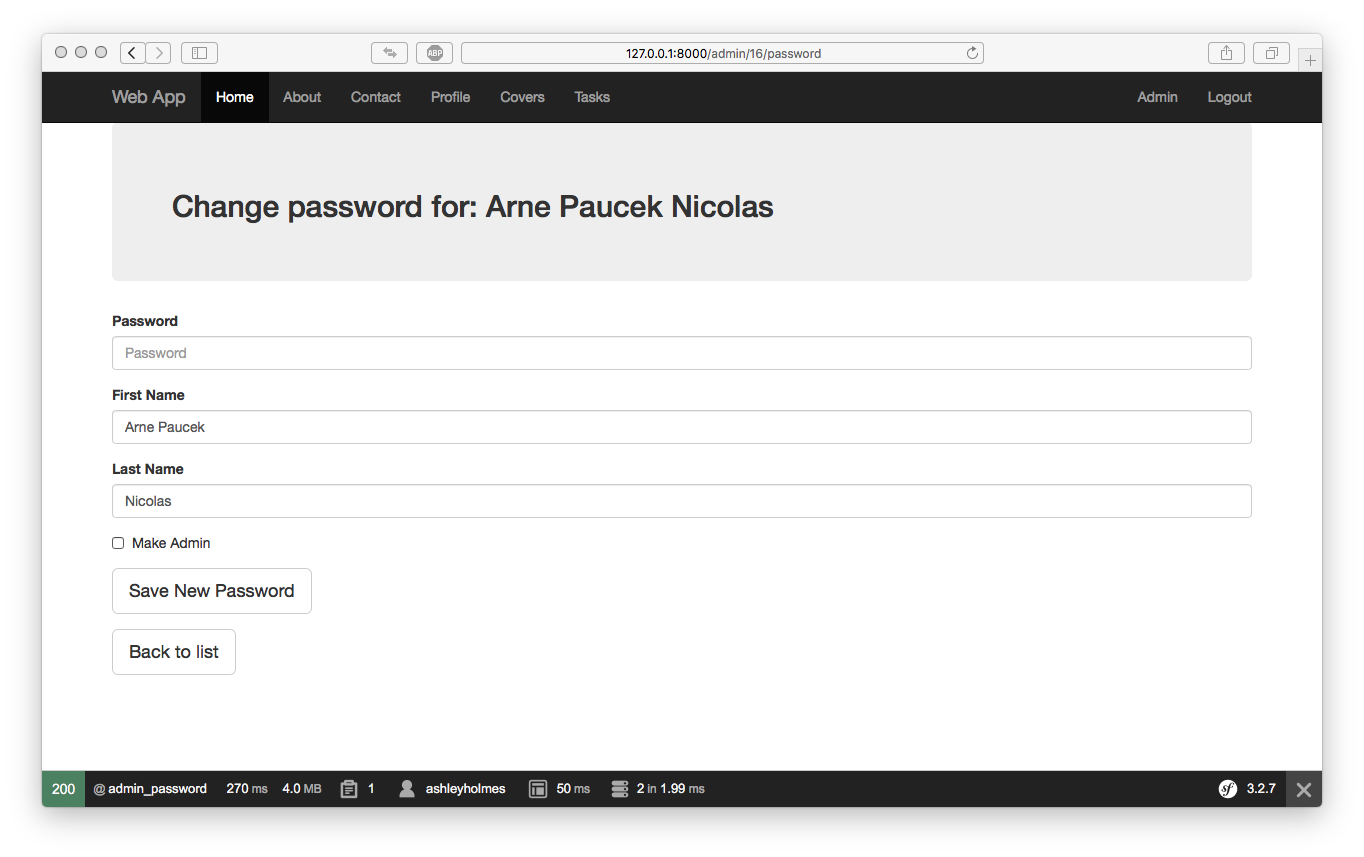 ABP 127.0.0.1:8000/admin/16/password
Web App Home About Contact Profile Covers Tasks Admin Logout
Change password for: Arne Paucek Nicolas
Password
Password
First Name
Arne Paucek
Last Name
Nicolas
Make Admin
Save New Password
Back to list
200 @ admin_password 270 ms 4.0 MB 1 ashleyholmes 50 ms 2 in 1.99 ms sf 3.2.7